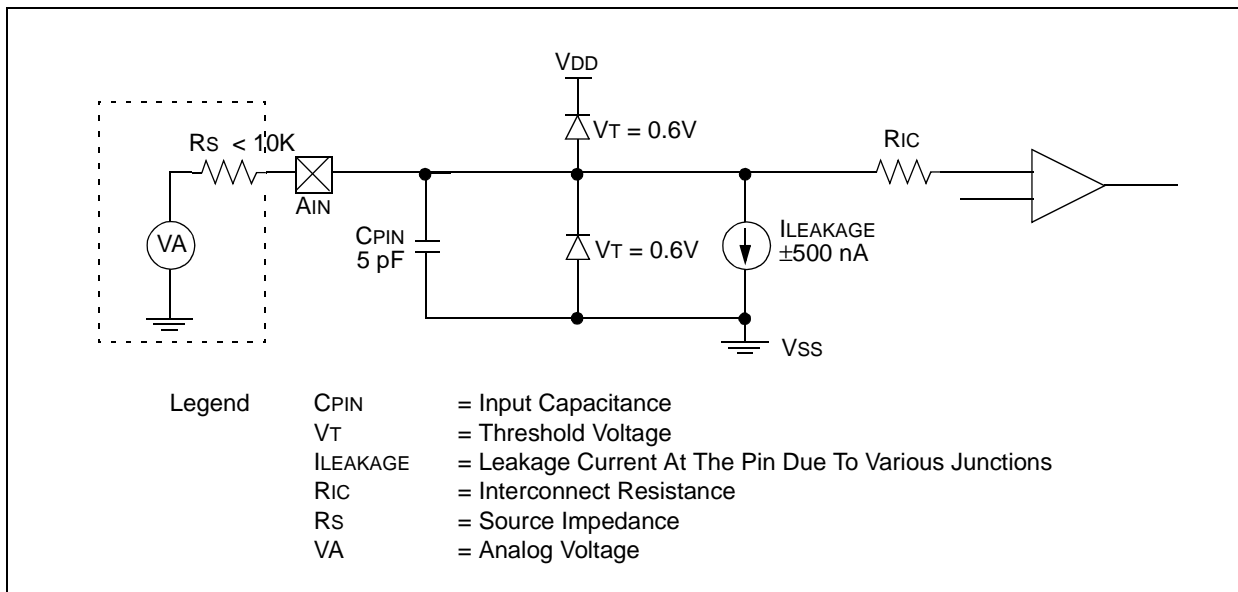 VDD
VT = 0.6V
RS < 10K
RIC
AIN
VA
CPIN
5 pF
VT = 0.6V
ILEAKAGE
±500 nA
VSS
Legend CPIN = Input Capacitance
VT = Threshold Voltage
ILEAKAGE = Leakage Current At The Pin Due To Various Junctions
RIC = Interconnect Resistance
RS = Source Impedance
VA = Analog Voltage